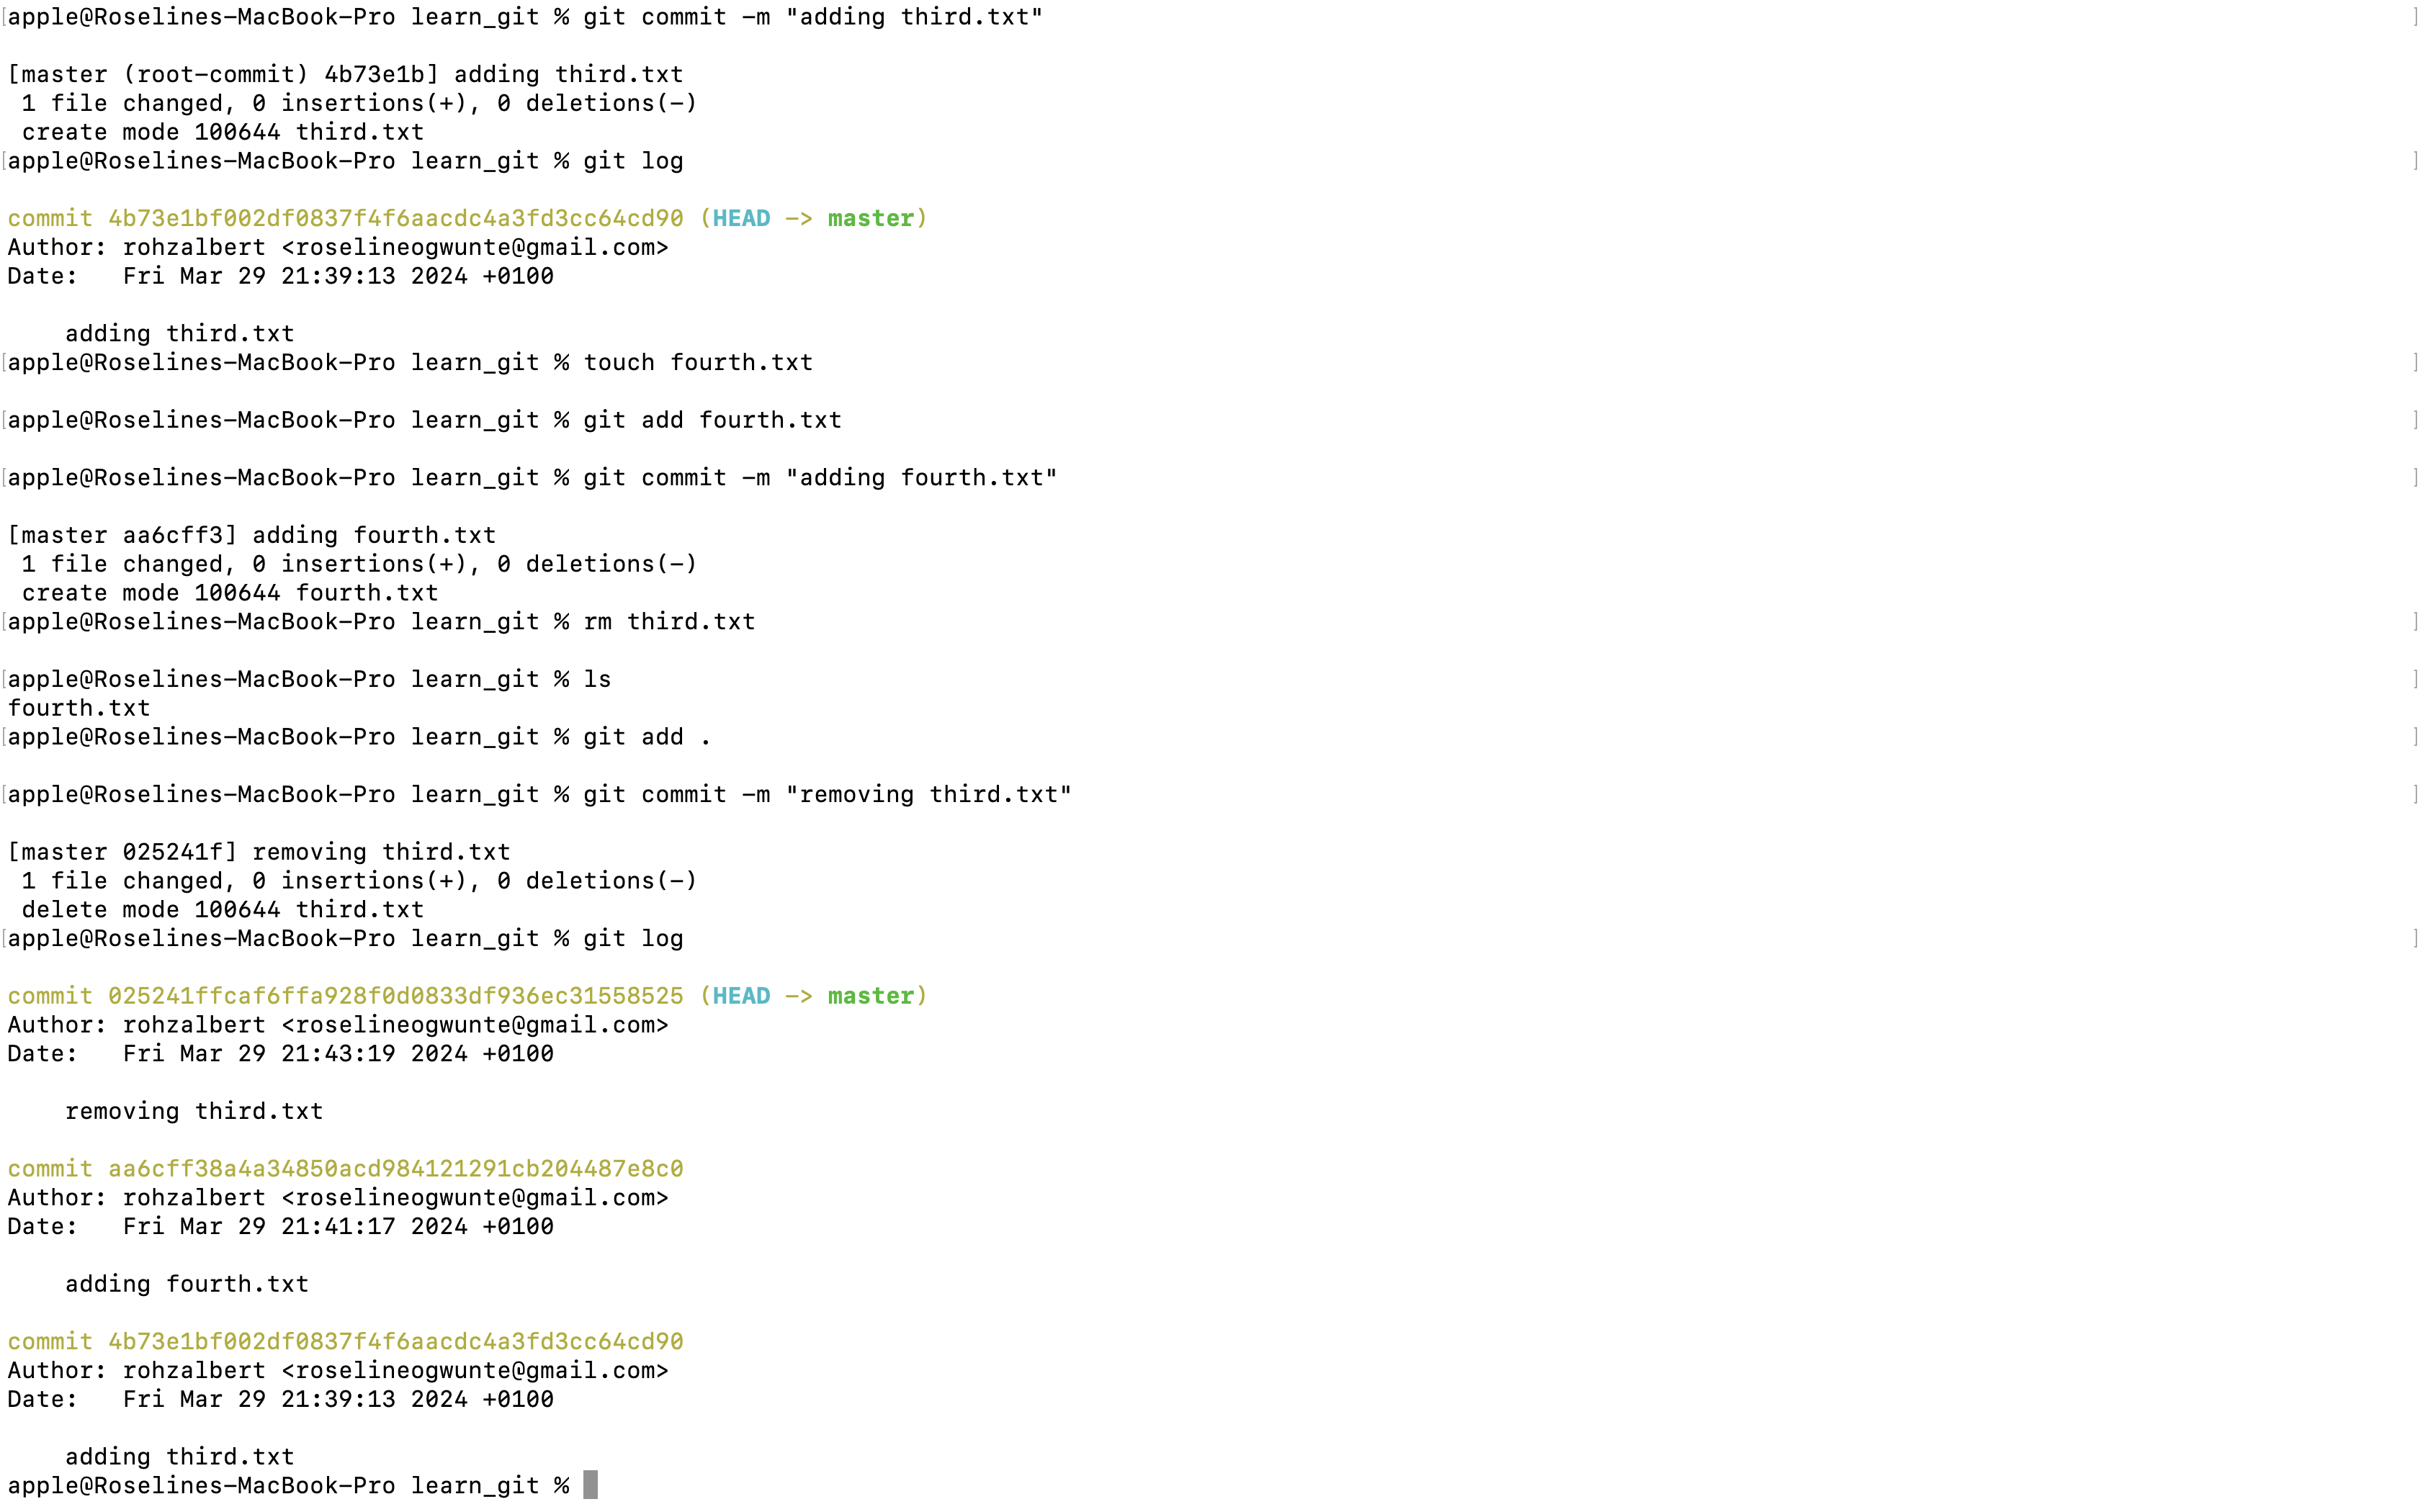 [apple@Roselines-MacBook-Pro learn_git % git commit -m "adding third.txt" ]
[master (root-commit) 4b73e1b] adding third.txt
 1 file changed, 0 insertions(+), 0 deletions(-)
 create mode 100644 third.txt
[apple@Roselines-MacBook-Pro learn_git % git log ]
commit 4b73e1bf002df0837f4f6aacdc4a3fd3cc64cd90 (HEAD -> master)
Author: rohzalbert <roselineogwunte@gmail.com>
Date:   Fri Mar 29 21:39:13 2024 +0100
    adding third.txt
[apple@Roselines-MacBook-Pro learn_git % touch fourth.txt ]
[apple@Roselines-MacBook-Pro learn_git % git add fourth.txt ]
[apple@Roselines-MacBook-Pro learn_git % git commit -m "adding fourth.txt" ]
[master aa6cff3] adding fourth.txt
 1 file changed, 0 insertions(+), 0 deletions(-)
 create mode 100644 fourth.txt
[apple@Roselines-MacBook-Pro learn_git % rm third.txt ]
[apple@Roselines-MacBook-Pro learn_git % ls ]
fourth.txt
[apple@Roselines-MacBook-Pro learn_git % git add . ]
[apple@Roselines-MacBook-Pro learn_git % git commit -m "removing third.txt" ]
[master 025241f] removing third.txt
 1 file changed, 0 insertions(+), 0 deletions(-)
 delete mode 100644 third.txt
[apple@Roselines-MacBook-Pro learn_git % git log ]
commit 025241ffcaf6ffa928f0d0833df936ec31558525 (HEAD -> master)
Author: rohzalbert <roselineogwunte@gmail.com>
Date:   Fri Mar 29 21:43:19 2024 +0100
    removing third.txt
commit aa6cff38a4a34850acd984121291cb204487e8c0
Author: rohzalbert <roselineogwunte@gmail.com>
Date:   Fri Mar 29 21:41:17 2024 +0100
    adding fourth.txt
commit 4b73e1bf002df0837f4f6aacdc4a3fd3cc64cd90
Author: rohzalbert <roselineogwunte@gmail.com>
Date:   Fri Mar 29 21:39:13 2024 +0100
    adding third.txt
apple@Roselines-MacBook-Pro learn_git %